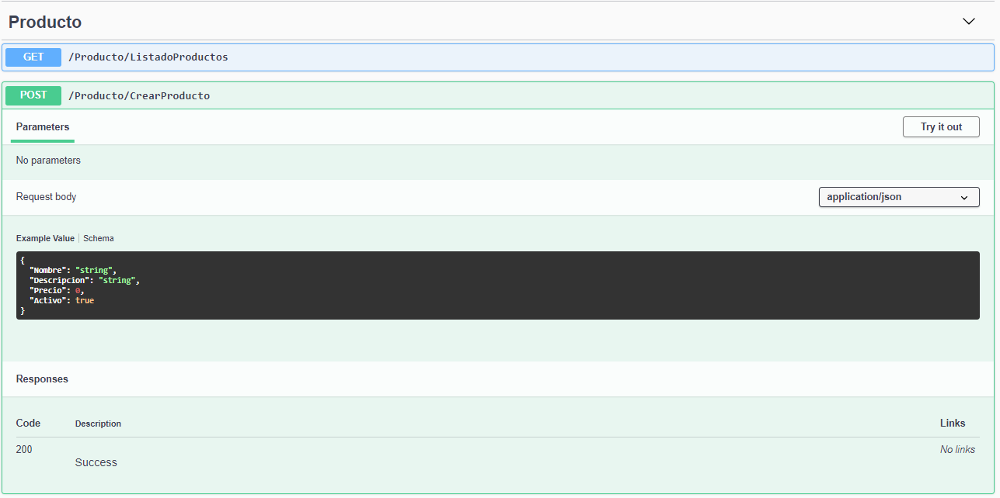 Producto
GET /Producto/ListadoProductos
POST /Producto/CrearProducto
Parameters Try it out
No parameters
Request body application/json
Example Value Schema
{
"Nombre": "string",
"Descripcion": "string",
"Precio": 0,
"Activo": true
}
Responses
Code Description Links
200 No links
Success